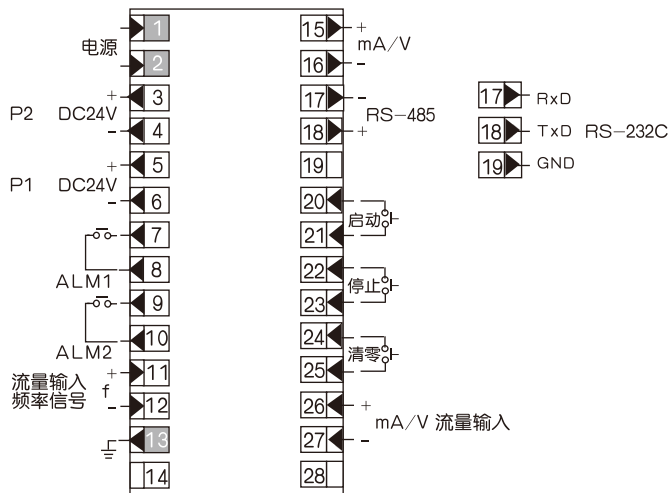 电源
1
2
P2 DC24V + 3
- 4
P1 DC24V + 5
- 6
7
ALM1 8
9
ALM2 10
流量输入 + 11
频率信号 f - 12
13
14
15 + mA/V
16 -
17 - RS-485
18 +
19
20 启动
21
22 停止
23
24 清零
25
26 + mA/V 流量输入
27 -
28
17 RxD
18 TxD RS-232C
19 GND